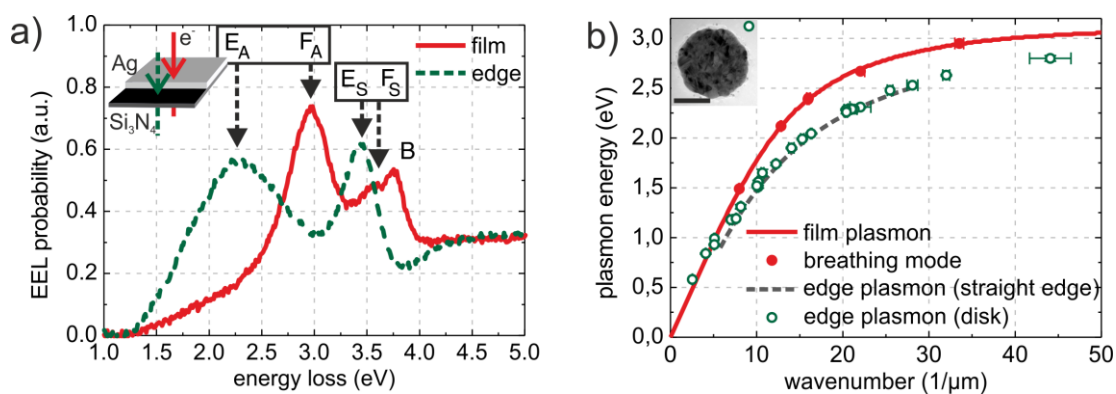 a)
EEL probability (a.u.)
1.0
0.8
0.6
0.4
0.2
0.0
1.0 1.5 2.0 2.5 3.0 3.5 4.0 4.5 5.0
energy loss (eV)
Ag
e-
Si3N4
EA FA
ES FS
B
film
edge
b)
plasmon energy (eV)
3.0
2.5
2.0
1.5
1.0
0,5
0.0
0 10 20 30 40 50
wavenumber (1/µm)
film plasmon
breathing mode
edge plasmon (straight edge)
edge plasmon (disk)